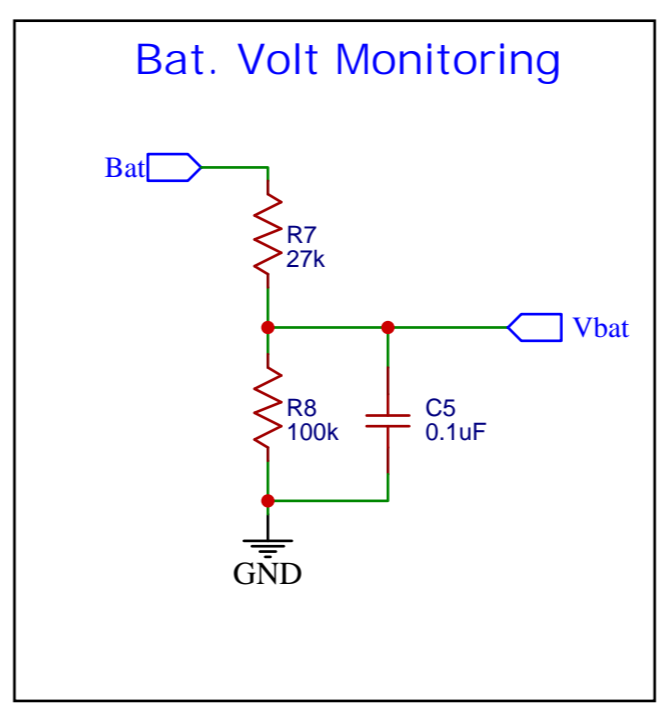 Bat. Volt Monitoring
Bat
R7
27k
Vbat
R8
100k
C5
0.1uF
GND